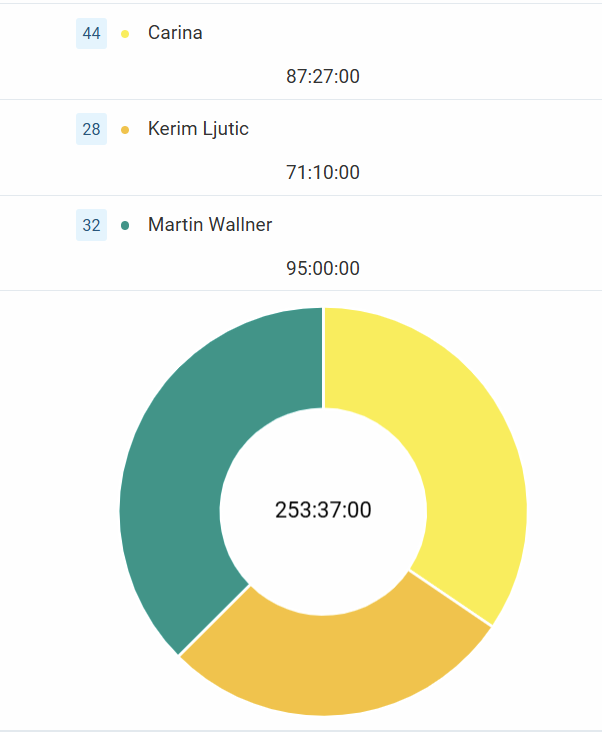 44 Carina
87:27:00
28 Kerim Ljutic
71:10:00
32 Martin Wallner
95:00:00
253:37:00